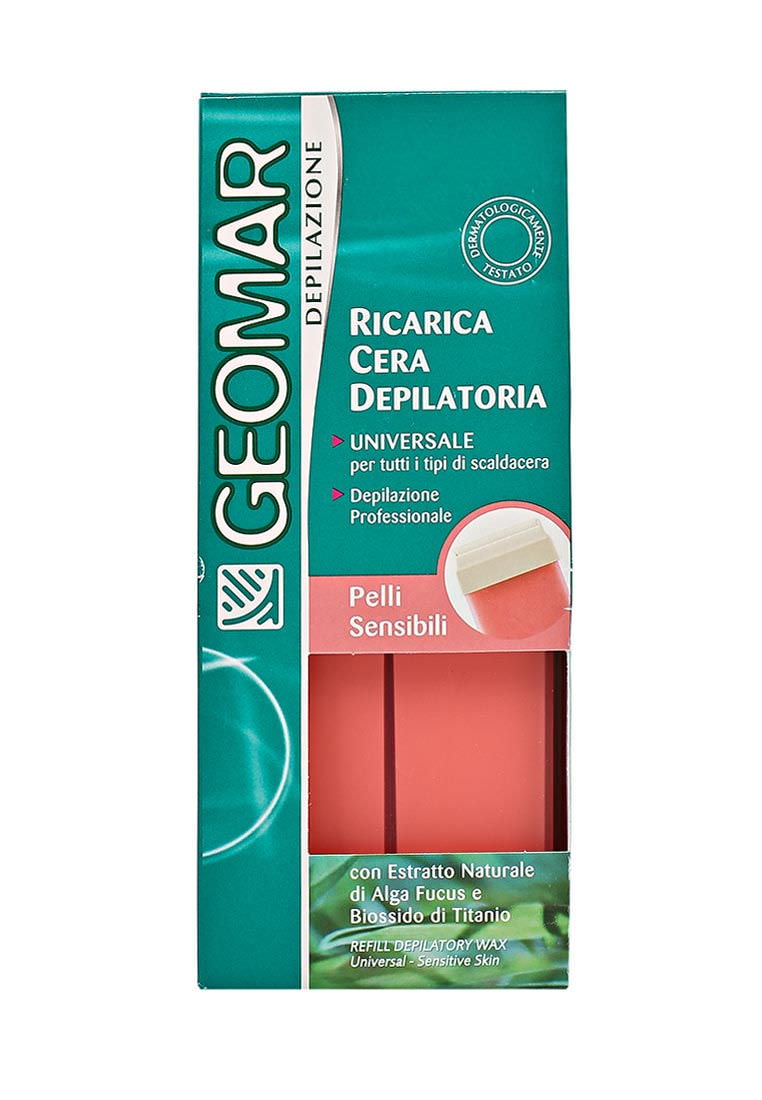 GEOMAR
DEPILAZIONE
DERMATOLOGICAMENTE
TESTATO
RICARICA
CERA
DEPILATORIA
UNIVERSALE
per tutti i tipi di scaldacera
Depilazione
Professionale
Pelli
Sensibili
con Estratto Naturale
di Alga Fucus e
Biossido di Titanio
REFILL DEPILATORY WAX
Universal - Sensitive Skin